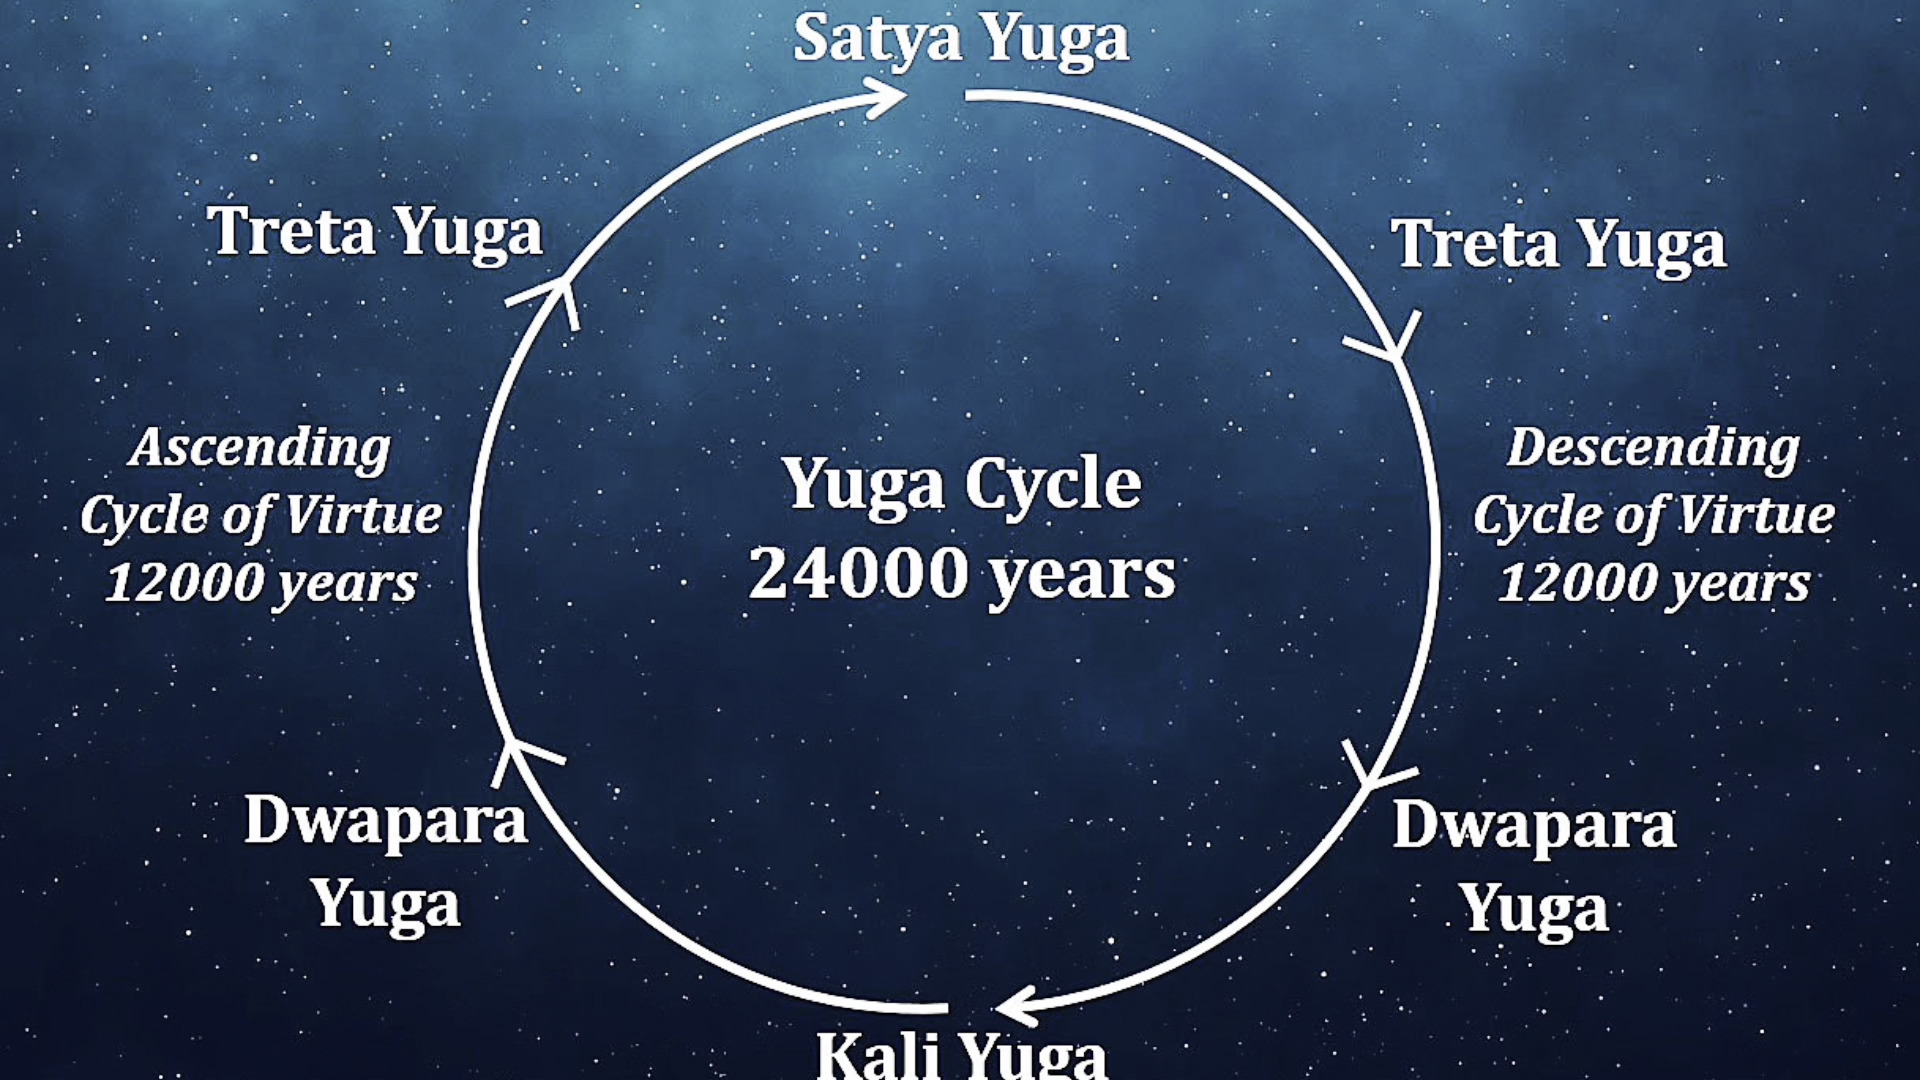 Satya Yuga
Treta Yuga
Treta Yuga
Ascending
Cycle of Virtue
12000 years
Yuga Cycle
24000 years
Descending
Cycle of Virtue
12000 years
Dwapara
Yuga
Dwapara
Yuga
Kali Yuga